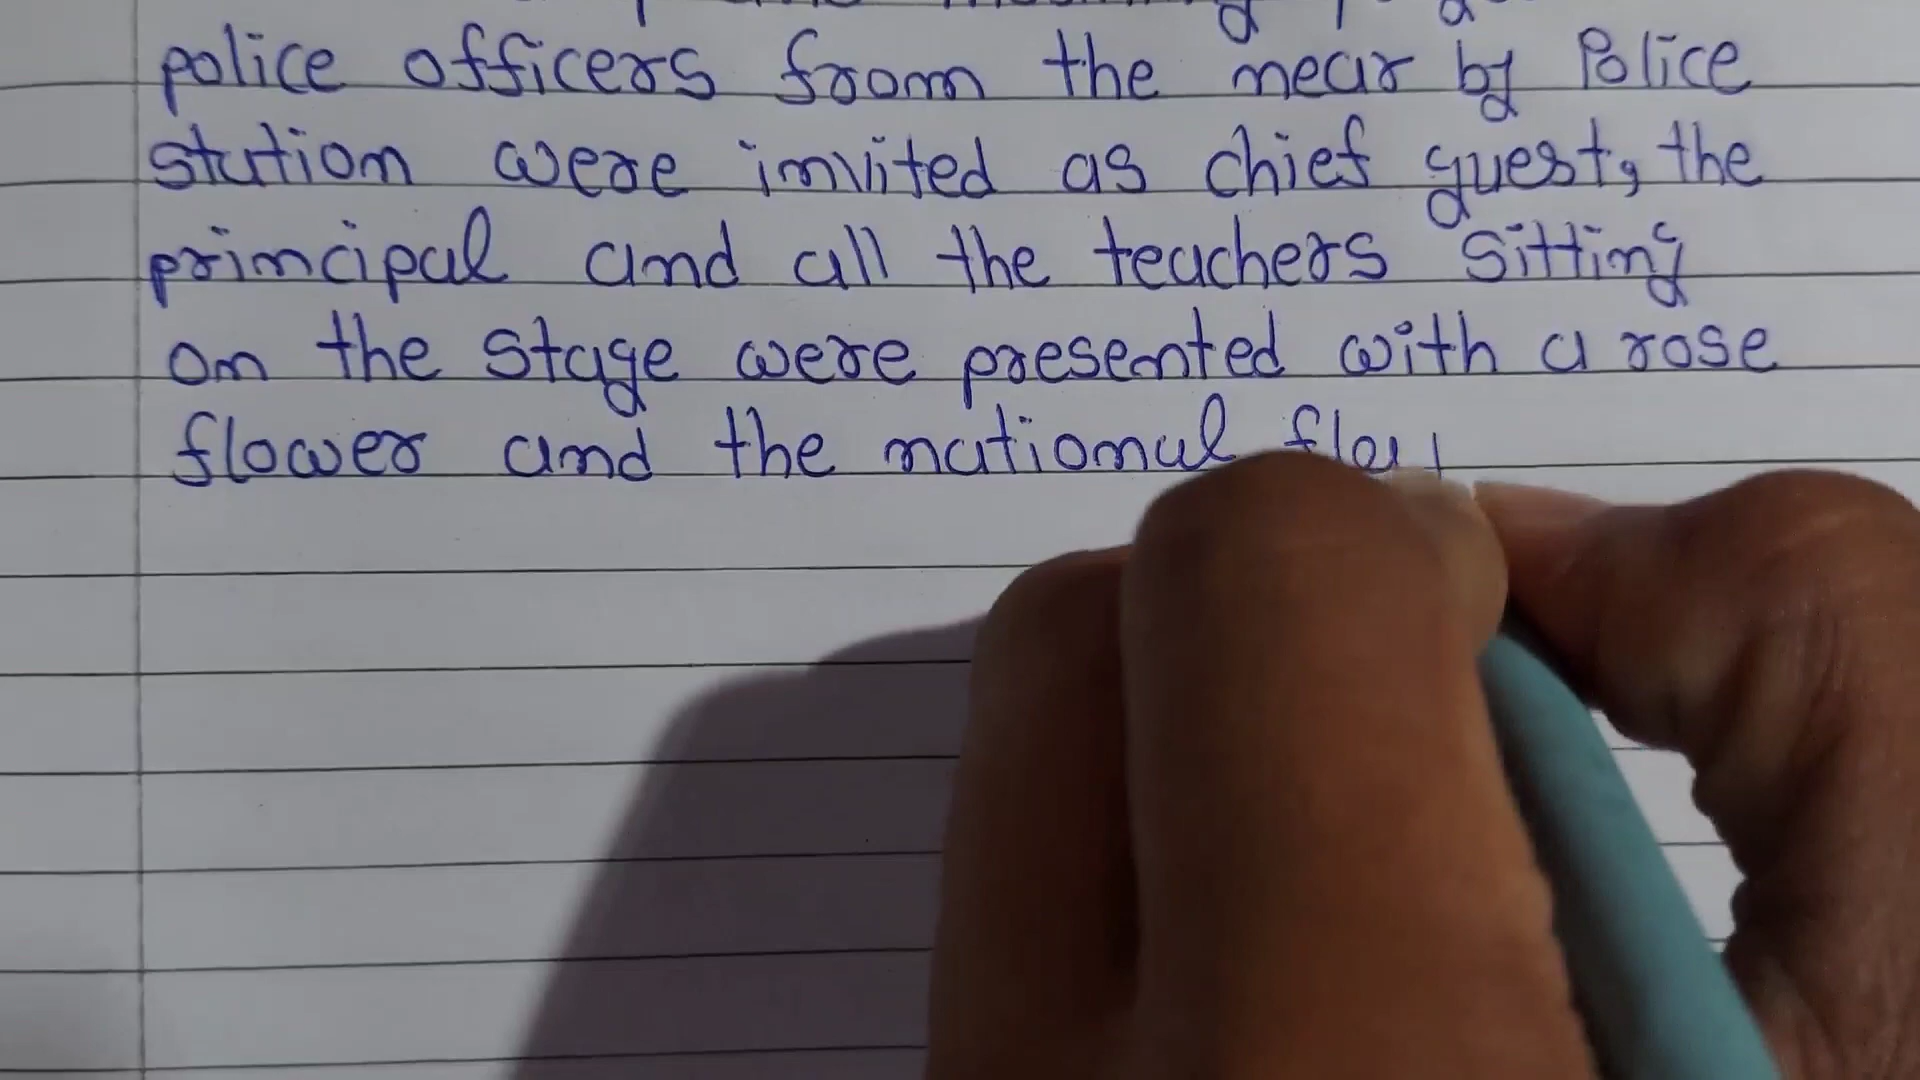 police officers from the near by Police
station were invited as chief guest, the
principal and all the teachers sitting
on the stage were presented with a rose
flower and the national